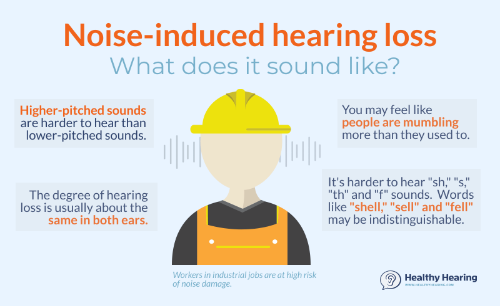 Noise-induced hearing loss
What does it sound like?
Higher-pitched sounds
are harder to hear than
lower-pitched sounds.
You may feel like
people are mumbling
more than they used to.
The degree of hearing
loss is usually about the
same in both ears.
It's harder to hear "sh," "s,"
"th" and "f" sounds. Words
like "shell," "sell" and "fell"
may be indistinguishable.
Workers in industrial jobs are at high risk
of noise damage.
Healthy Hearing
WWW.HEALTHYHEARING.COM